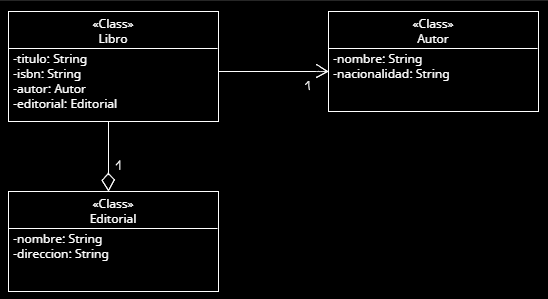 «Class»
Libro
-titulo: String
-isbn: String
-autor: Autor
-editorial: Editorial
«Class»
Autor
-nombre: String
-nacionalidad: String
1
1
«Class»
Editorial
-nombre: String
-direccion: String